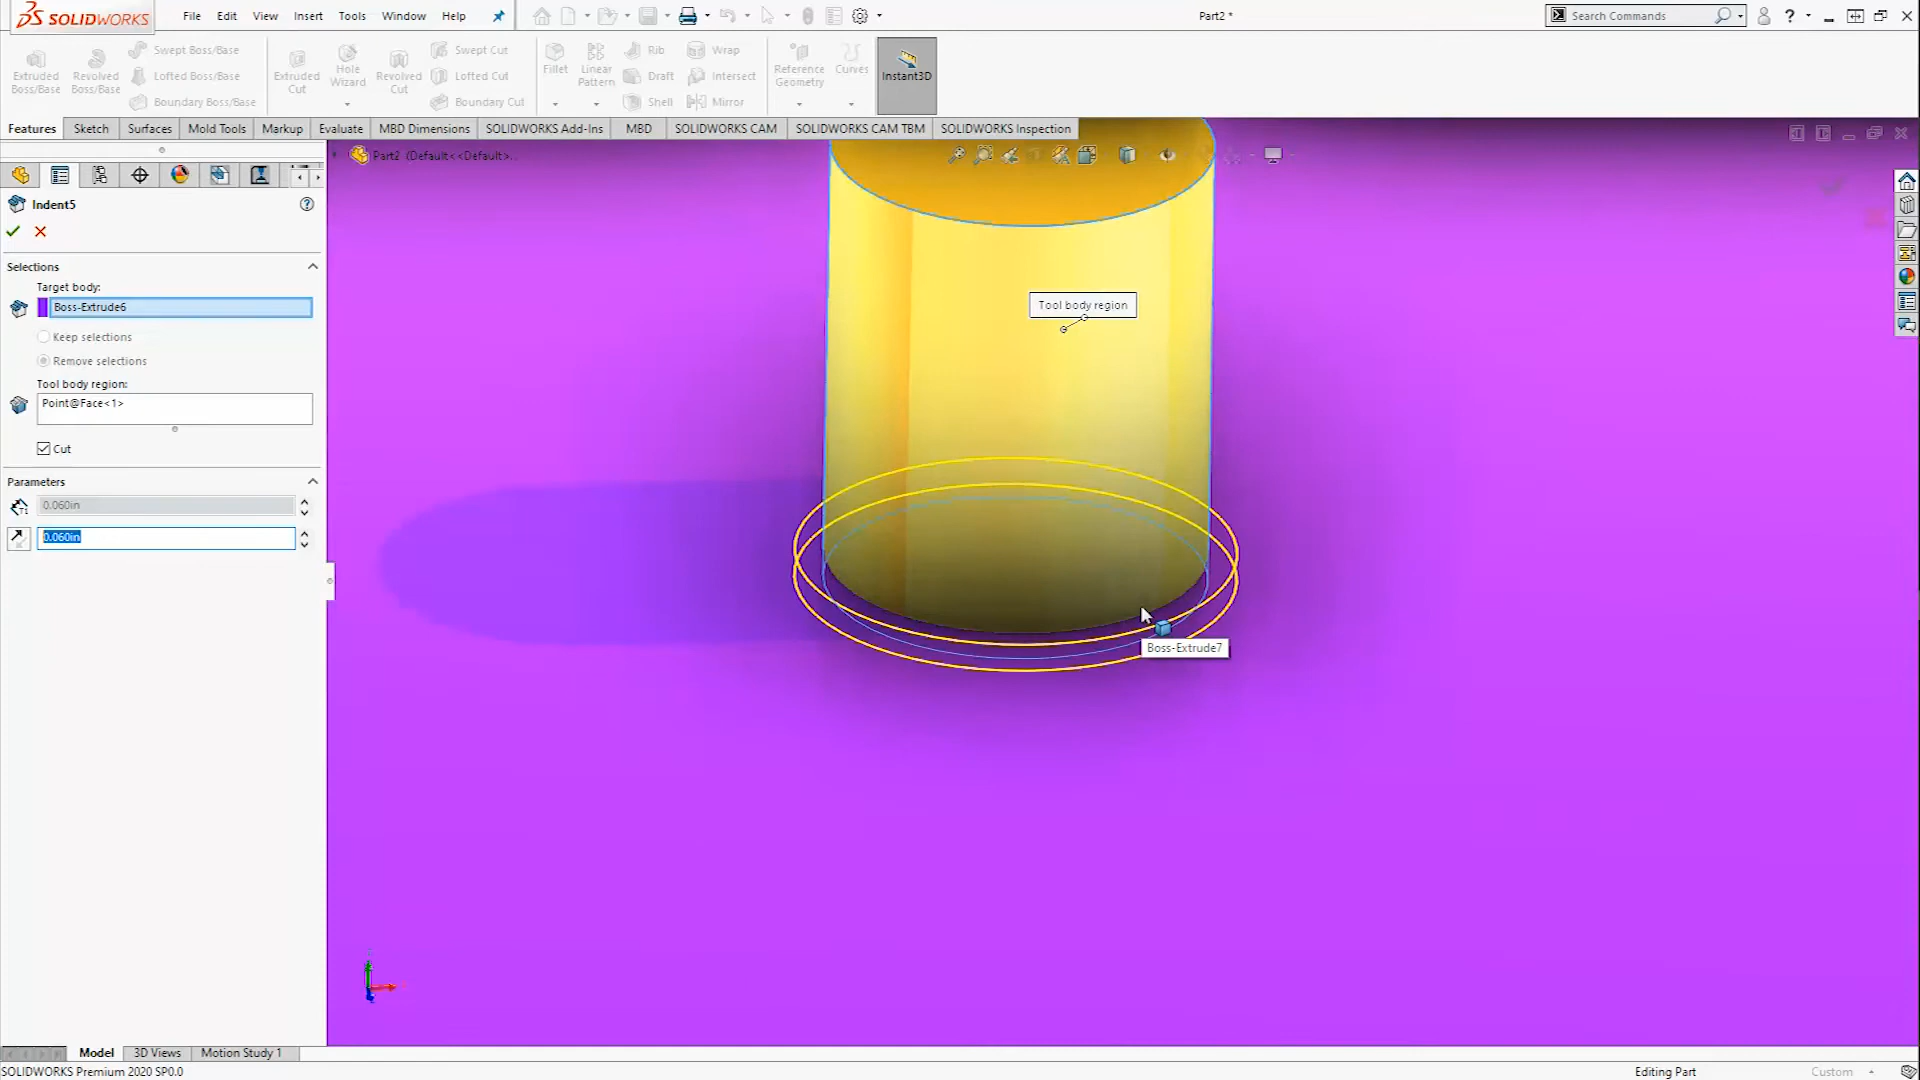 SOLIDWORKS
File Edit View Insert Tools Window Help
Part2 *
Search Commands
Extruded Boss/Base
Revolved Boss/Base
Swept Boss/Base
Lofted Boss/Base
Boundary Boss/Base
Extruded Cut
Hole Wizard
Revolved Cut
Swept Cut
Lofted Cut
Boundary Cut
Fillet
Linear Pattern
Rib
Draft
Shell
Wrap
Intersect
Mirror
Reference Geometry
Curves
Instant3D
Features Sketch Surfaces Mold Tools Markup Evaluate MBD Dimensions SOLIDWORKS Add-Ins MBD SOLIDWORKS CAM SOLIDWORKS CAM TBM SOLIDWORKS Inspection
Part2 (Default<<Default>...
Indent5
Selections
Target body:
Boss-Extrude6
Keep selections
Remove selections
Tool body region:
Point@Face<1>
Cut
Parameters
0.060in
0.060in
Tool body region
Boss-Extrude7
Model 3D Views Motion Study 1
SOLIDWORKS Premium 2020 SP0.0
Editing Part
Custom